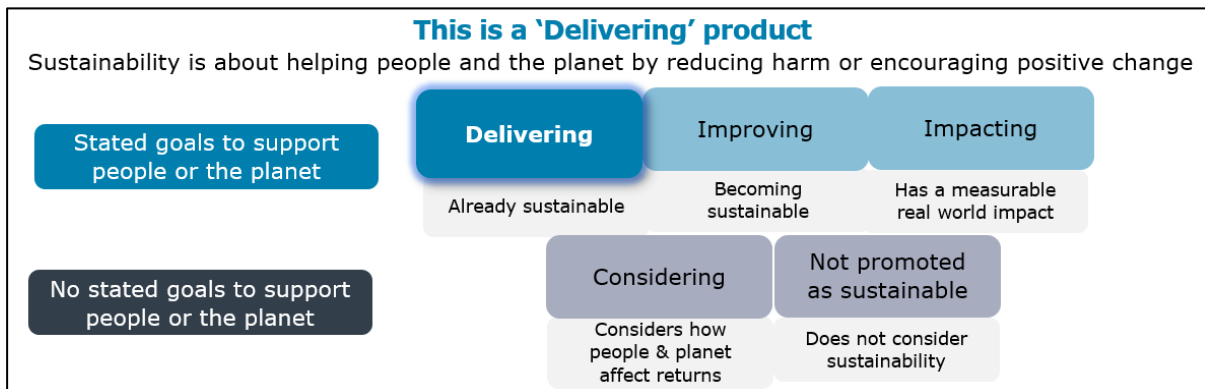 This is a ‘Delivering’ product
Sustainability is about helping people and the planet by reducing harm or encouraging positive change
Stated goals to support
people or the planet
Delivering
Improving
Impacting
Already sustainable
Becoming
sustainable
Has a measurable
real world impact
No stated goals to support
people or the planet
Considering
Not promoted
as sustainable
Considers how
people & planet
affect returns
Does not consider
sustainability